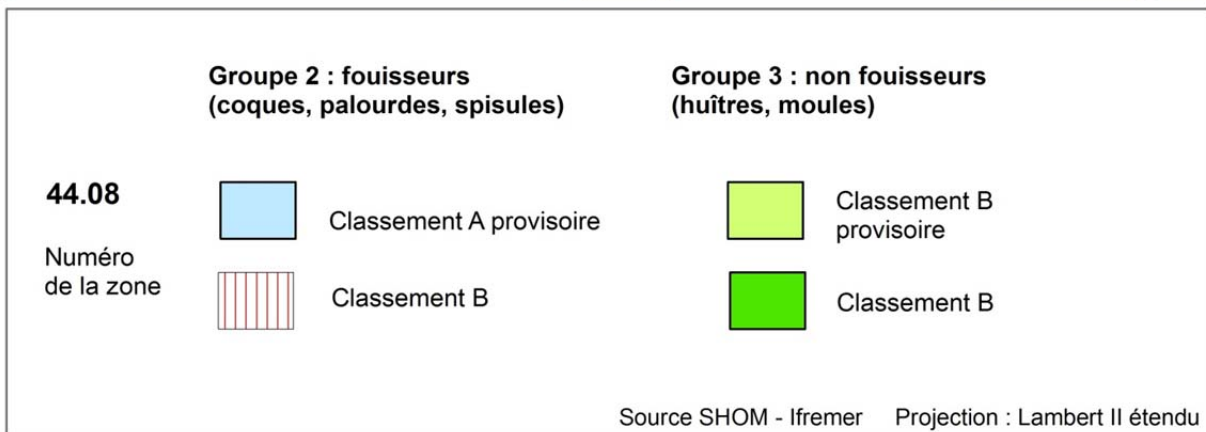 Groupe 2 : fouisseurs
(coques, palourdes, spisules)
Groupe 3 : non fouisseurs
(huîtres, moules)
44.08
Numéro
de la zone
Classement A provisoire
Classement B
Classement B
provisoire
Classement B
Source SHOM - Ifremer Projection : Lambert II étendu